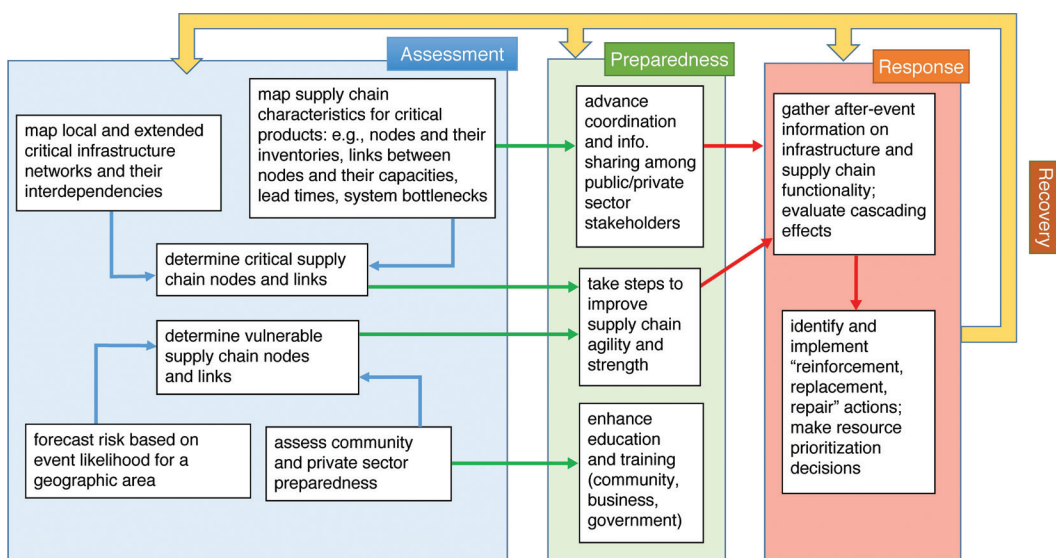 Assessment
Preparedness
Response
Recovery
map local and extended
critical infrastructure
networks and their
interdependencies
map supply chain
characteristics for critical
products: e.g., nodes and their
inventories, links between
nodes and their capacities,
lead times, system bottlenecks
determine critical supply
chain nodes and links
determine vulnerable
supply chain nodes
and links
forecast risk based on
event likelihood for a
geographic area
assess community
and private sector
preparedness
advance
coordination
and info.
sharing among
public/private
sector
stakeholders
take steps to
improve
supply chain
agility and
strength
enhance
education
and training
(community,
business,
government)
gather after-event
information on
infrastructure and
supply chain
functionality;
evaluate cascading
effects
identify and
implement
“reinforcement,
replacement,
repair” actions;
make resource
prioritization
decisions